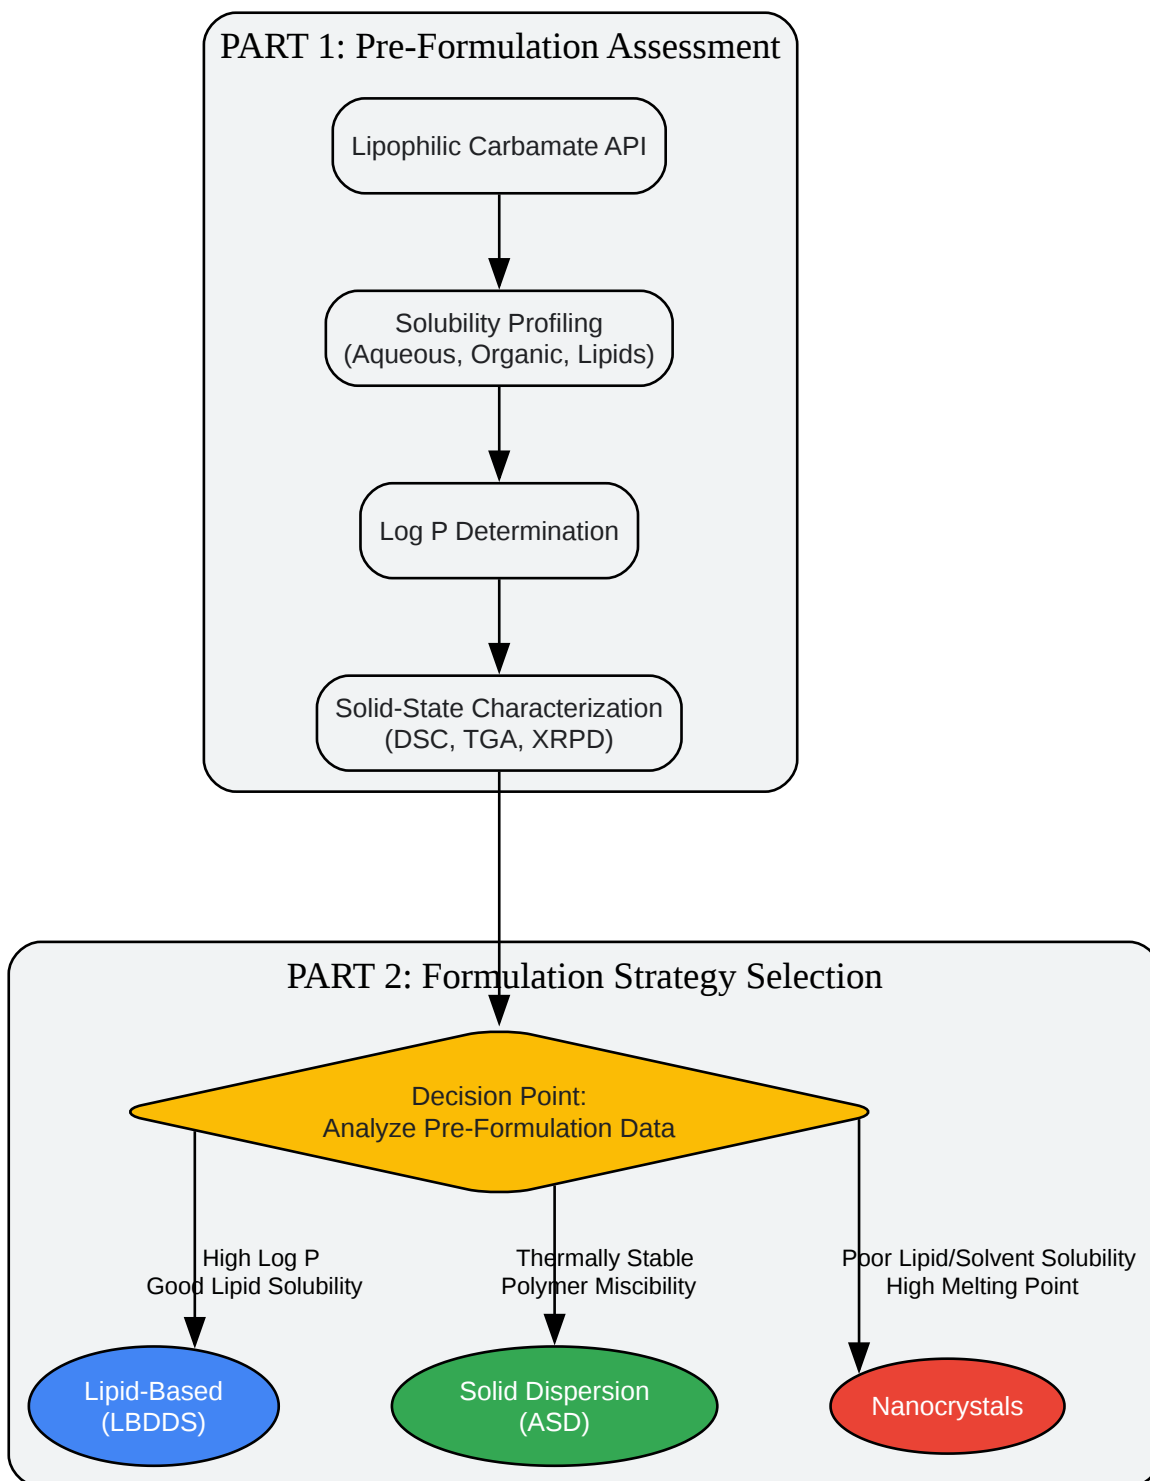 PART 1: Pre-Formulation Assessment
Lipophilic Carbamate API
Solubility Profiling
(Aqueous, Organic, Lipids)
Log P Determination
Solid-State Characterization
(DSC, TGA, XRPD)
PART 2: Formulation Strategy Selection
Decision Point:
Analyze Pre-Formulation Data
High Log P
Good Lipid Solubility
Thermally Stable
Polymer Miscibility
Poor Lipid/Solvent Solubility
High Melting Point
Lipid-Based
(LBDDS)
Solid Dispersion
(ASD)
Nanocrystals